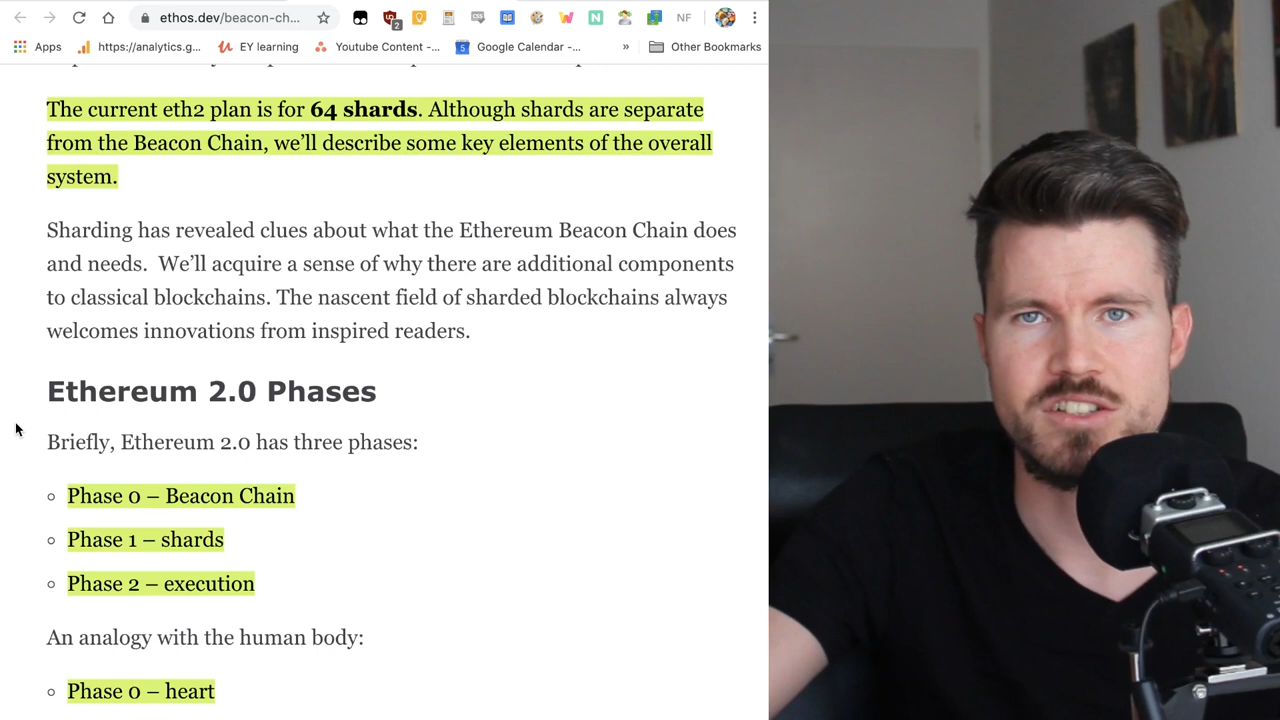 ethos.dev/beacon-ch...
2
NF
Apps
https://analytics.g...
EY learning
Youtube Content -...
5
Google Calendar -...
»
Other Bookmarks
The current eth2 plan is for 64 shards. Although shards are separate
from the Beacon Chain, we’ll describe some key elements of the overall
system.
Sharding has revealed clues about what the Ethereum Beacon Chain does
and needs.  We’ll acquire a sense of why there are additional components
to classical blockchains. The nascent field of sharded blockchains always
welcomes innovations from inspired readers.
Ethereum 2.0 Phases
Briefly, Ethereum 2.0 has three phases:
Phase 0 – Beacon Chain
Phase 1 – shards
Phase 2 – execution
An analogy with the human body:
Phase 0 – heart